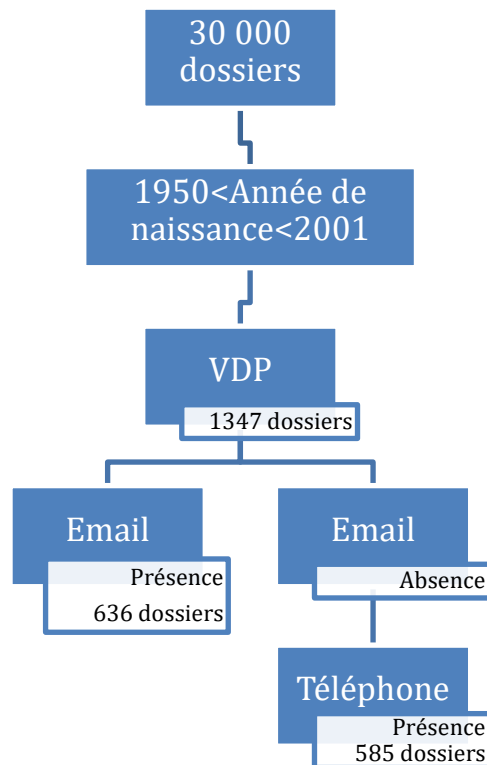 30 000
dossiers
1950<Année de
naissance<2001
VDP
1347 dossiers
Email
Présence
636 dossiers
Email
Absence
Téléphone
Présence
585 dossiers